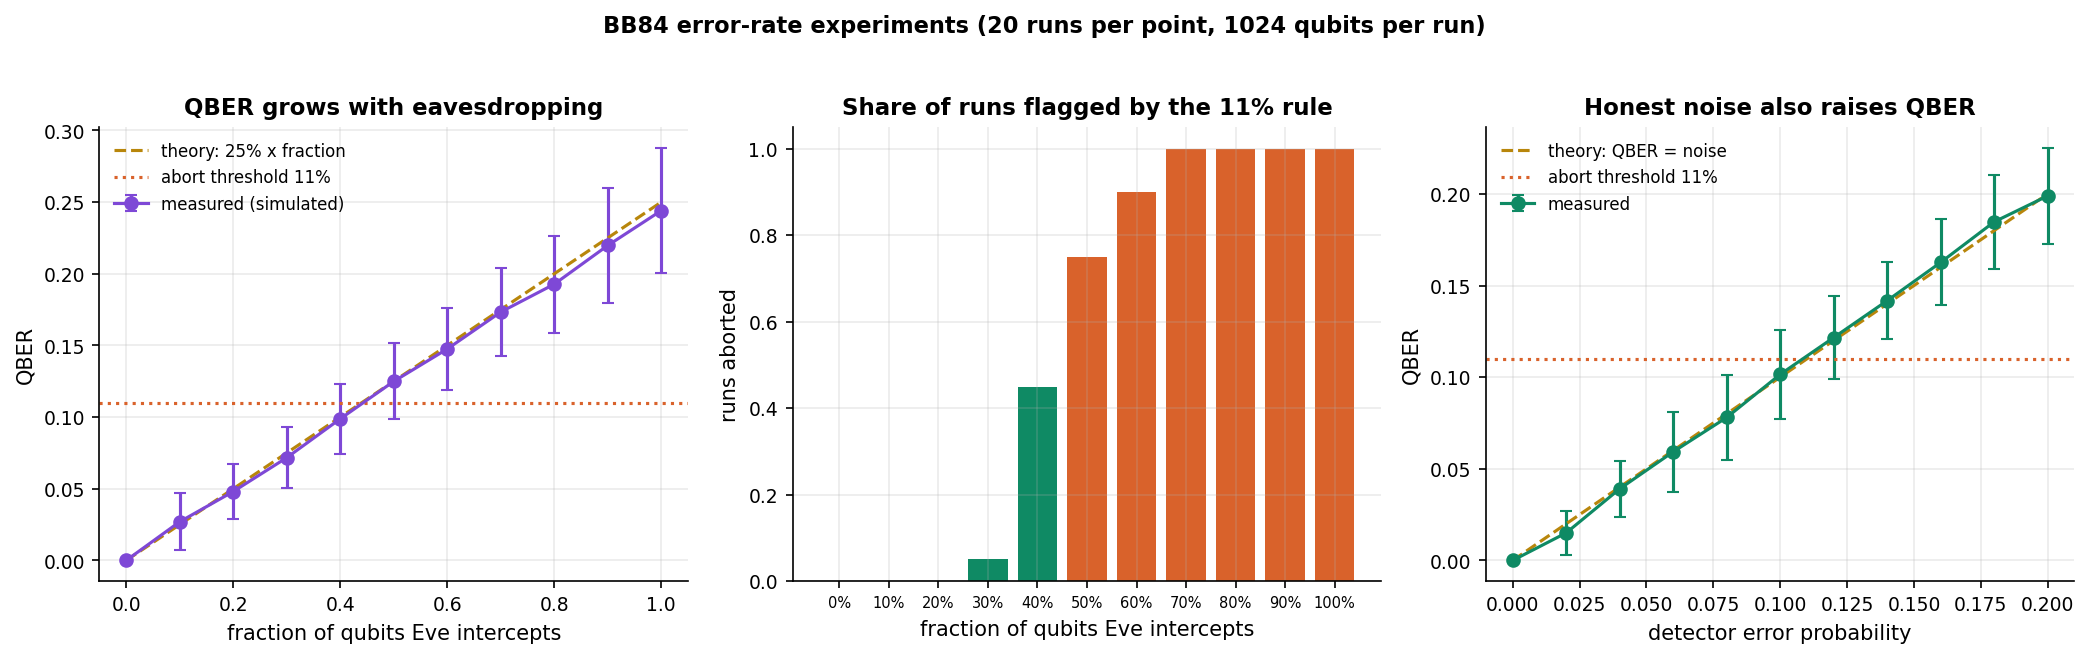 BB84 error-rate experiments (20 runs per point, 1024 qubits per run)
QBER grows with eavesdropping
theory: 25% x fraction
abort threshold 11%
measured (simulated)
QBER
0.30
0.25
0.20
0.15
0.10
0.05
0.00
0.0 0.2 0.4 0.6 0.8 1.0
fraction of qubits Eve intercepts
Share of runs flagged by the 11% rule
runs aborted
1.0
0.8
0.6
0.4
0.2
0.0
0% 10% 20% 30% 40% 50% 60% 70% 80% 90% 100%
fraction of qubits Eve intercepts
Honest noise also raises QBER
theory: QBER = noise
abort threshold 11%
measured
QBER
0.20
0.15
0.10
0.05
0.00
0.000 0.025 0.050 0.075 0.100 0.125 0.150 0.175 0.200
detector error probability